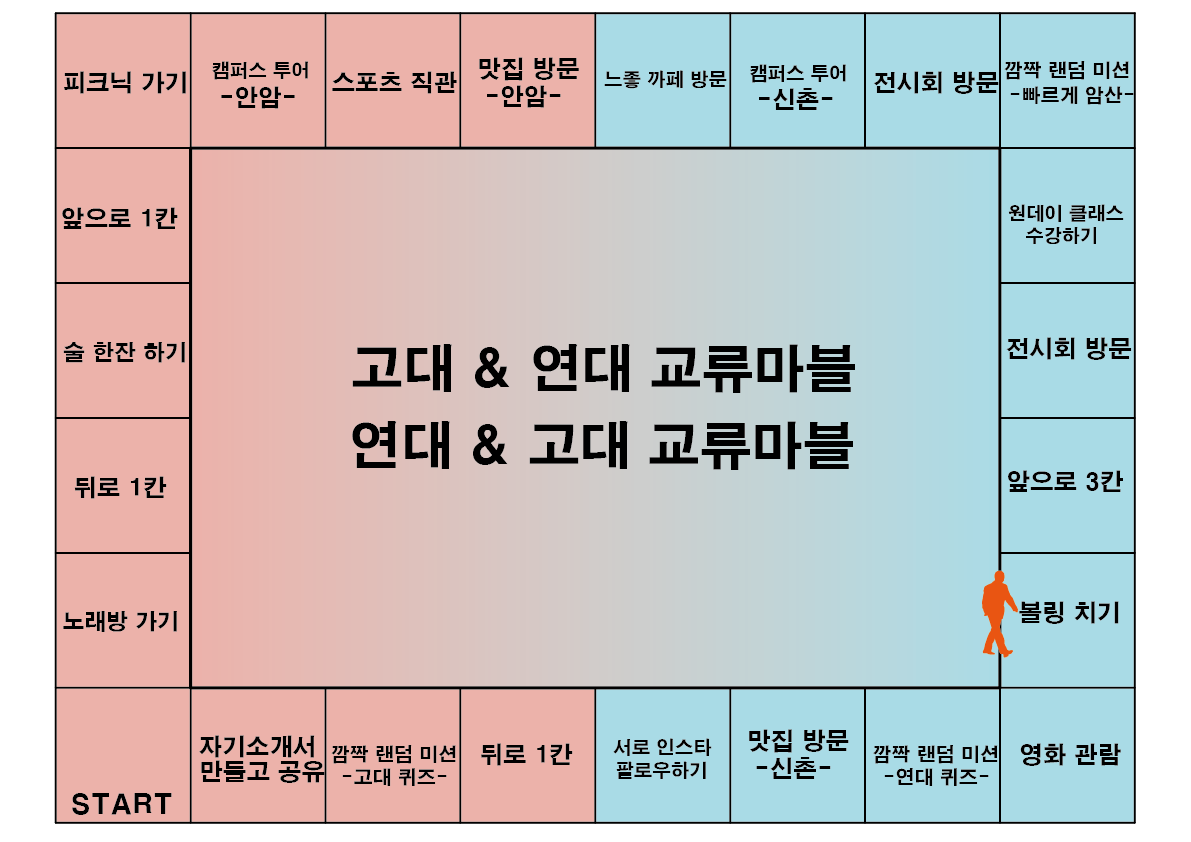 피크닉 가기
캠퍼스 투어
-안암-
스포츠 직관
맛집 방문
-안암-
느좋 까페 방문
캠퍼스 투어
-신촌-
전시회 방문
깜짝 랜덤 미션
-빠르게 암산-
앞으로 1칸
원데이 클래스
수강하기
술 한잔 하기
전시회 방문
고대 & 연대 교류마블
연대 & 고대 교류마블
뒤로 1칸
앞으로 3칸
노래방 가기
볼링 치기
START
자기소개서
만들고 공유
깜짝 랜덤 미션
-고대 퀴즈-
뒤로 1칸
서로 인스타
팔로우하기
맛집 방문
-신촌-
깜짝 랜덤 미션
-연대 퀴즈-
영화 관람